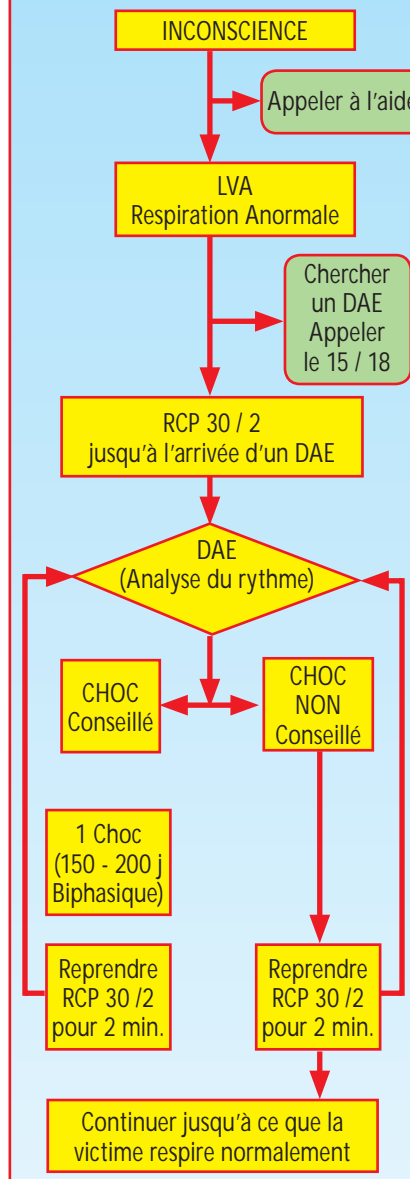 INCONSCIENCE
Appeler à l'aide
LVA
Respiration Anormale
Chercher
un DAE
Appeler
le 15 / 18
RCP 30 / 2
jusqu'à l'arrivée d'un DAE
DAE
(Analyse du rythme)
CHOC
Conseillé
CHOC
NON
Conseillé
1 Choc
(150 - 200 j
Biphasique)
Reprendre
RCP 30 /2
pour 2 min.
Reprendre
RCP 30 /2
pour 2 min.
Continuer jusqu'à ce que la
victime respire normalement